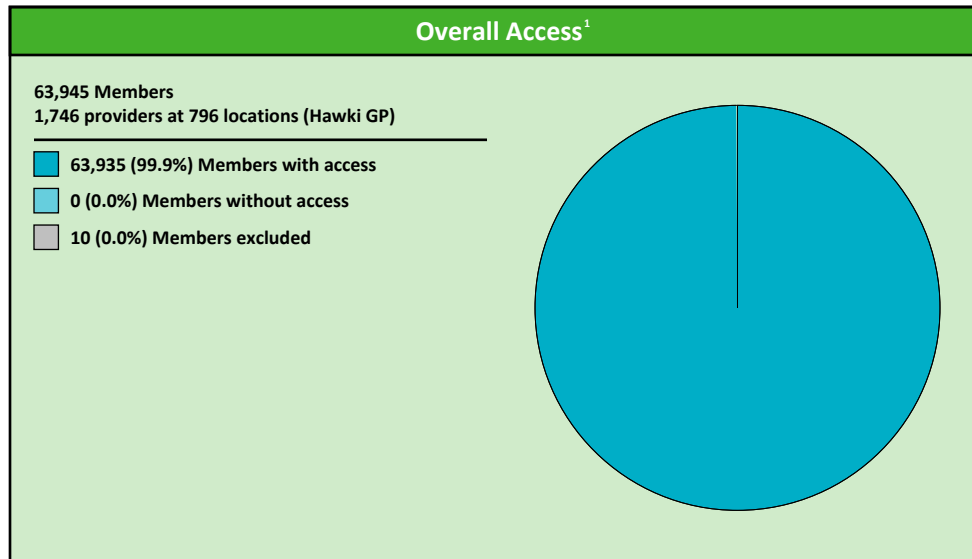 Overall Access¹
63,945 Members
1,746 providers at 796 locations (Hawki GP)
63,935 (99.9%) Members with access
0 (0.0%) Members without access
10 (0.0%) Members excluded